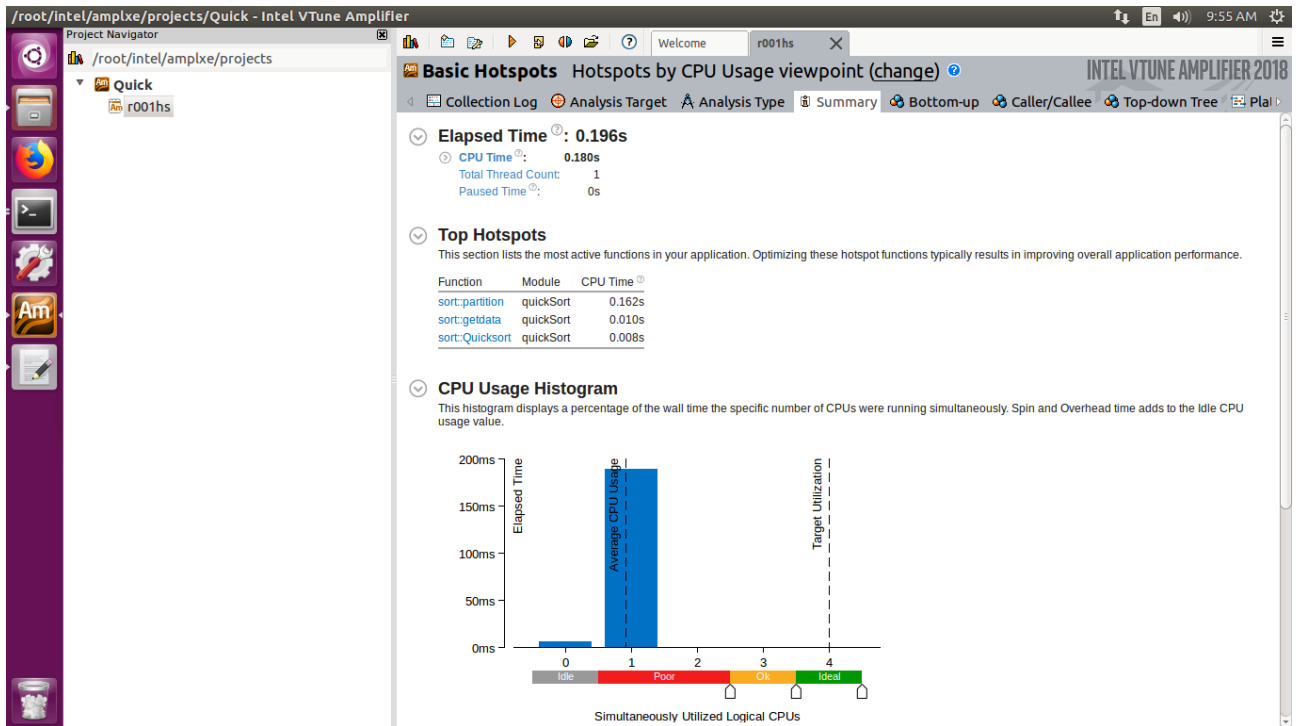 /root/intel/amplxe/projects/Quick - Intel VTune Amplifier
En
9:55 AM
Project Navigator
/root/intel/amplxe/projects
Quick
r001hs
Welcome
r001hs
Basic Hotspots Hotspots by CPU Usage viewpoint (change)
INTEL VTUNE AMPLIFIER 2018
Collection Log
Analysis Target
Analysis Type
Summary
Bottom-up
Caller/Callee
Top-down Tree
Pla
Elapsed Time: 0.196s
CPU Time: 0.180s
Total Thread Count: 1
Paused Time: 0s
Top Hotspots
This section lists the most active functions in your application. Optimizing these hotspot functions typically results in improving overall application performance.
Function Module CPU Time
sort::partition quickSort 0.162s
sort::getdata quickSort 0.010s
sort::Quicksort quickSort 0.008s
CPU Usage Histogram
This histogram displays a percentage of the wall time the specific number of CPUs were running simultaneously. Spin and Overhead time adds to the Idle CPU
usage value.
200ms
150ms
100ms
50ms
0ms
Elapsed Time
Average CPU Usage
Target Utilization
0 1 2 3 4
Idle Poor Ok Ideal
Simultaneously Utilized Logical CPUs
Am